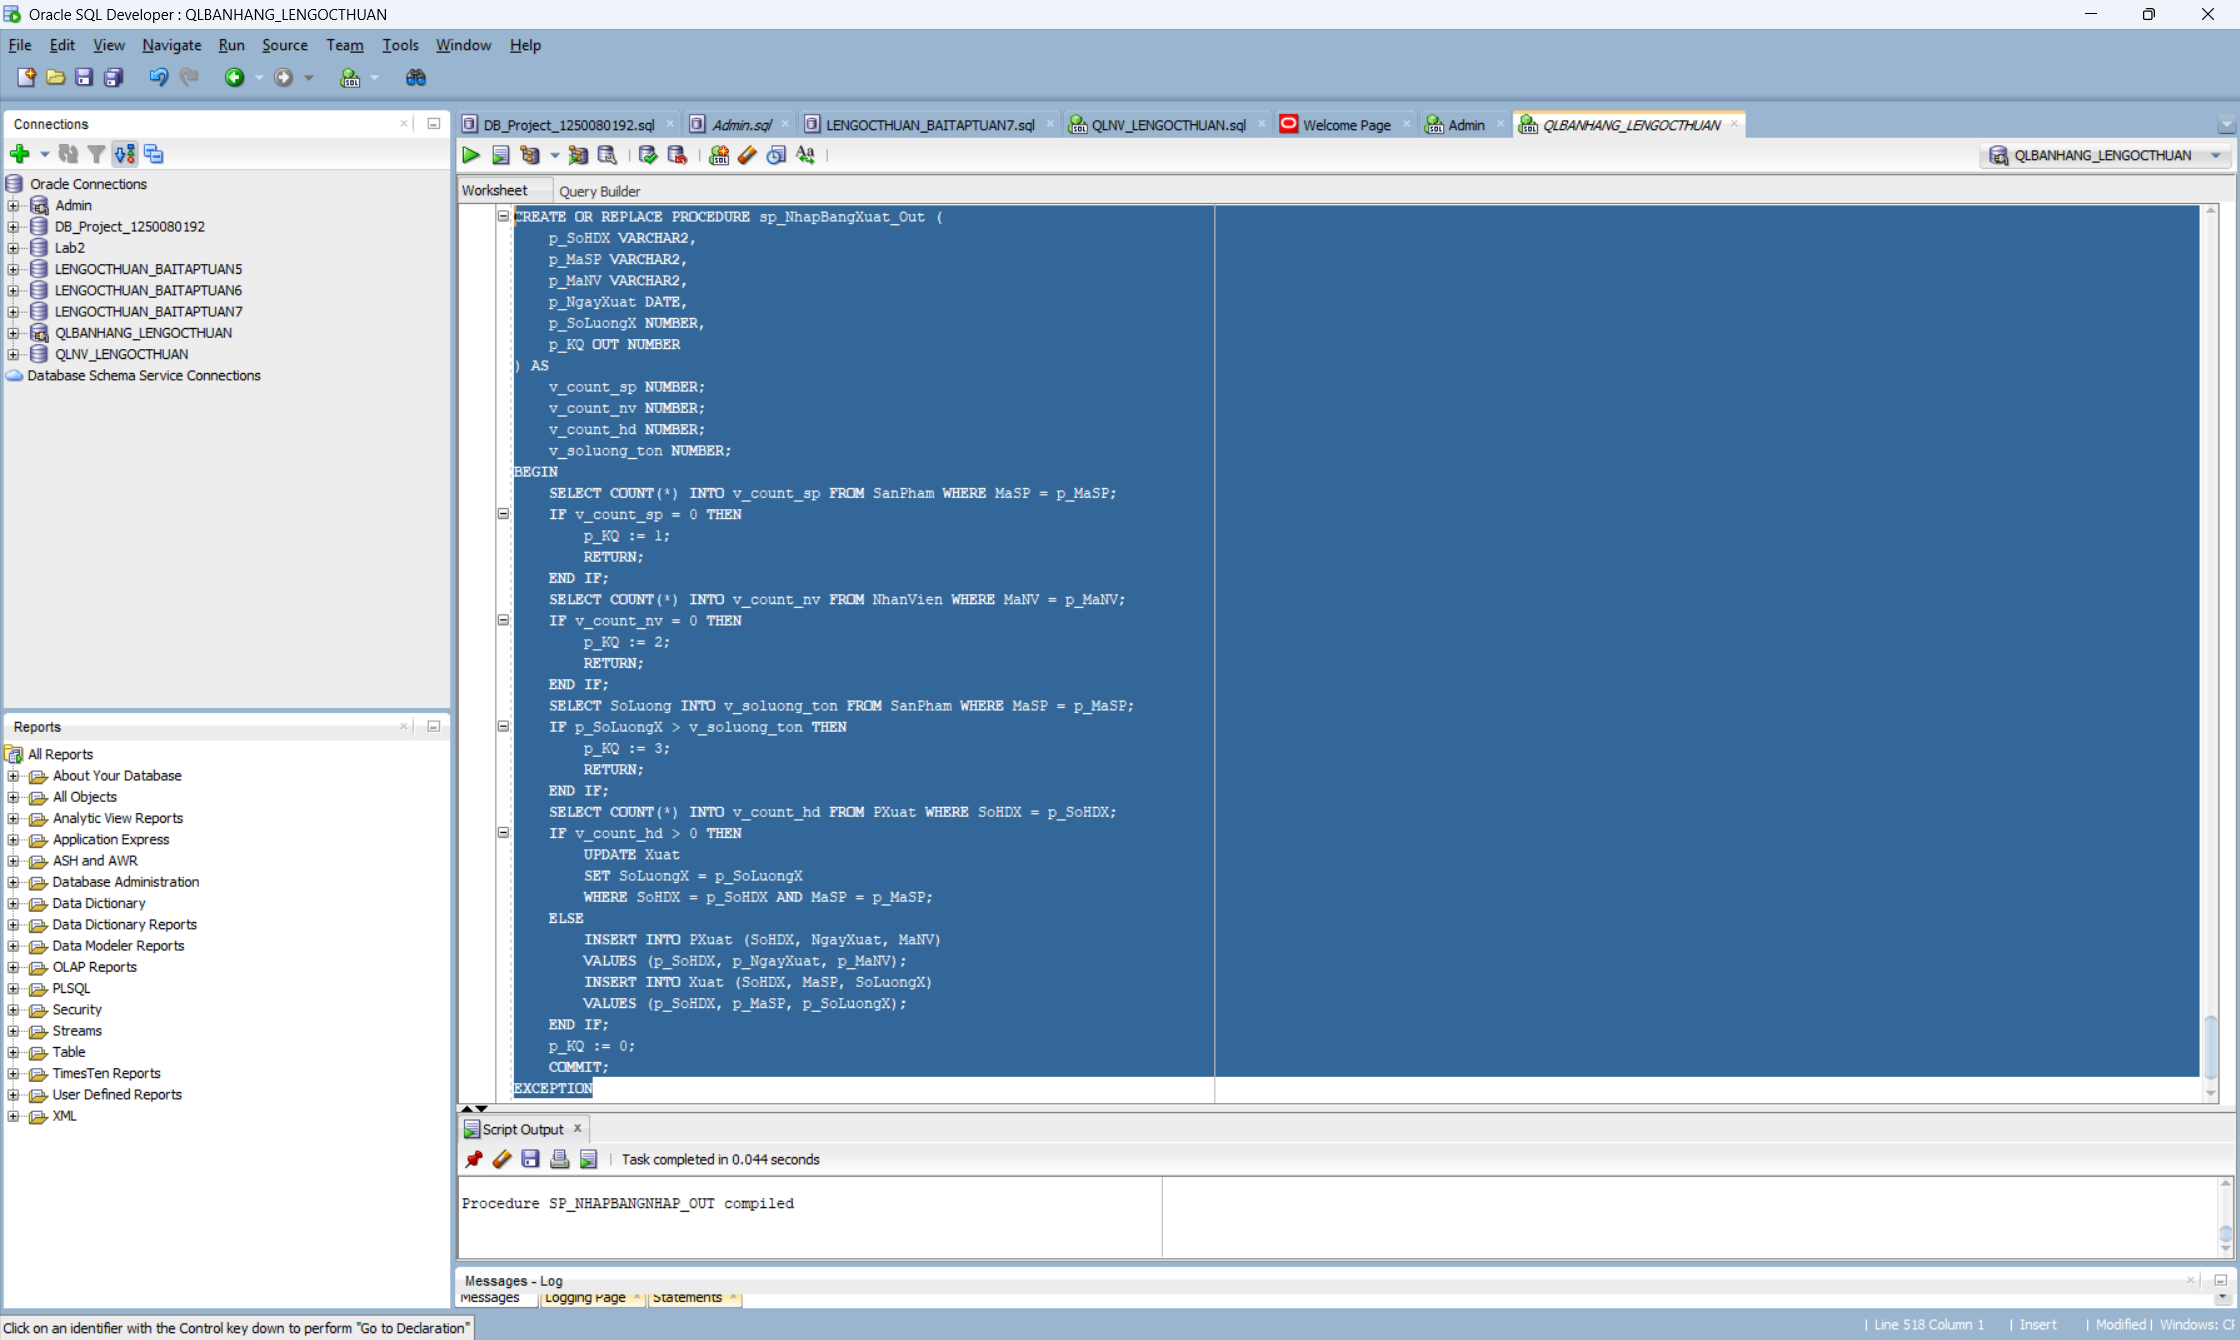 Oracle SQL Developer : QLBANHANG_LENGOCTHUAN
File Edit View Navigate Run Source Team Tools Window Help
Connections
Oracle Connections
Admin
DB_Project_1250080192
Lab2
LENGOCTHUAN_BAITAPTUAN5
LENGOCTHUAN_BAITAPTUAN6
LENGOCTHUAN_BAITAPTUAN7
QLBANHANG_LENGOCTHUAN
QLNV_LENGOCTHUAN
Database Schema Service Connections
Reports
All Reports
About Your Database
All Objects
Analytic View Reports
Application Express
ASH and AWR
Database Administration
Data Dictionary
Data Dictionary Reports
Data Modeler Reports
OLAP Reports
PLSQL
Security
Streams
Table
TimesTen Reports
User Defined Reports
XML
DB_Project_1250080192.sql Admin.sql LENGOCTHUAN_BAITAPTUAN7.sql QLNV_LENGOCTHUAN.sql Welcome Page Admin QLBANHANG_LENGOCTHUAN
QLBANHANG_LENGOCTHUAN
Worksheet Query Builder
CREATE OR REPLACE PROCEDURE sp_NhapBangXuat_Out (
p_SoHDX VARCHAR2,
p_MaSP VARCHAR2,
p_MaNV VARCHAR2,
p_NgayXuat DATE,
p_SoLuongX NUMBER,
p_KQ OUT NUMBER
) AS
v_count_sp NUMBER;
v_count_nv NUMBER;
v_count_hd NUMBER;
v_soluong_ton NUMBER;
BEGIN
SELECT COUNT(*) INTO v_count_sp FROM SanPham WHERE MaSP = p_MaSP;
IF v_count_sp = 0 THEN
p_KQ := 1;
RETURN;
END IF;
SELECT COUNT(*) INTO v_count_nv FROM NhanVien WHERE MaNV = p_MaNV;
IF v_count_nv = 0 THEN
p_KQ := 2;
RETURN;
END IF;
SELECT SoLuong INTO v_soluong_ton FROM SanPham WHERE MaSP = p_MaSP;
IF p_SoLuongX > v_soluong_ton THEN
p_KQ := 3;
RETURN;
END IF;
SELECT COUNT(*) INTO v_count_hd FROM PXuat WHERE SoHDX = p_SoHDX;
IF v_count_hd > 0 THEN
UPDATE Xuat
SET SoLuongX = p_SoLuongX
WHERE SoHDX = p_SoHDX AND MaSP = p_MaSP;
ELSE
INSERT INTO PXuat (SoHDX, NgayXuat, MaNV)
VALUES (p_SoHDX, p_NgayXuat, p_MaNV);
INSERT INTO Xuat (SoHDX, MaSP, SoLuongX)
VALUES (p_SoHDX, p_MaSP, p_SoLuongX);
END IF;
p_KQ := 0;
COMMIT;
EXCEPTION
Script Output
Task completed in 0.044 seconds
Procedure SP_NHAPBANGNHAP_OUT compiled
Messages - Log
Messages Logging Page Statements
Click on an identifier with the Control key down to perform "Go to Declaration"
Line 518 Column 1 | Insert | Modified | Windows: